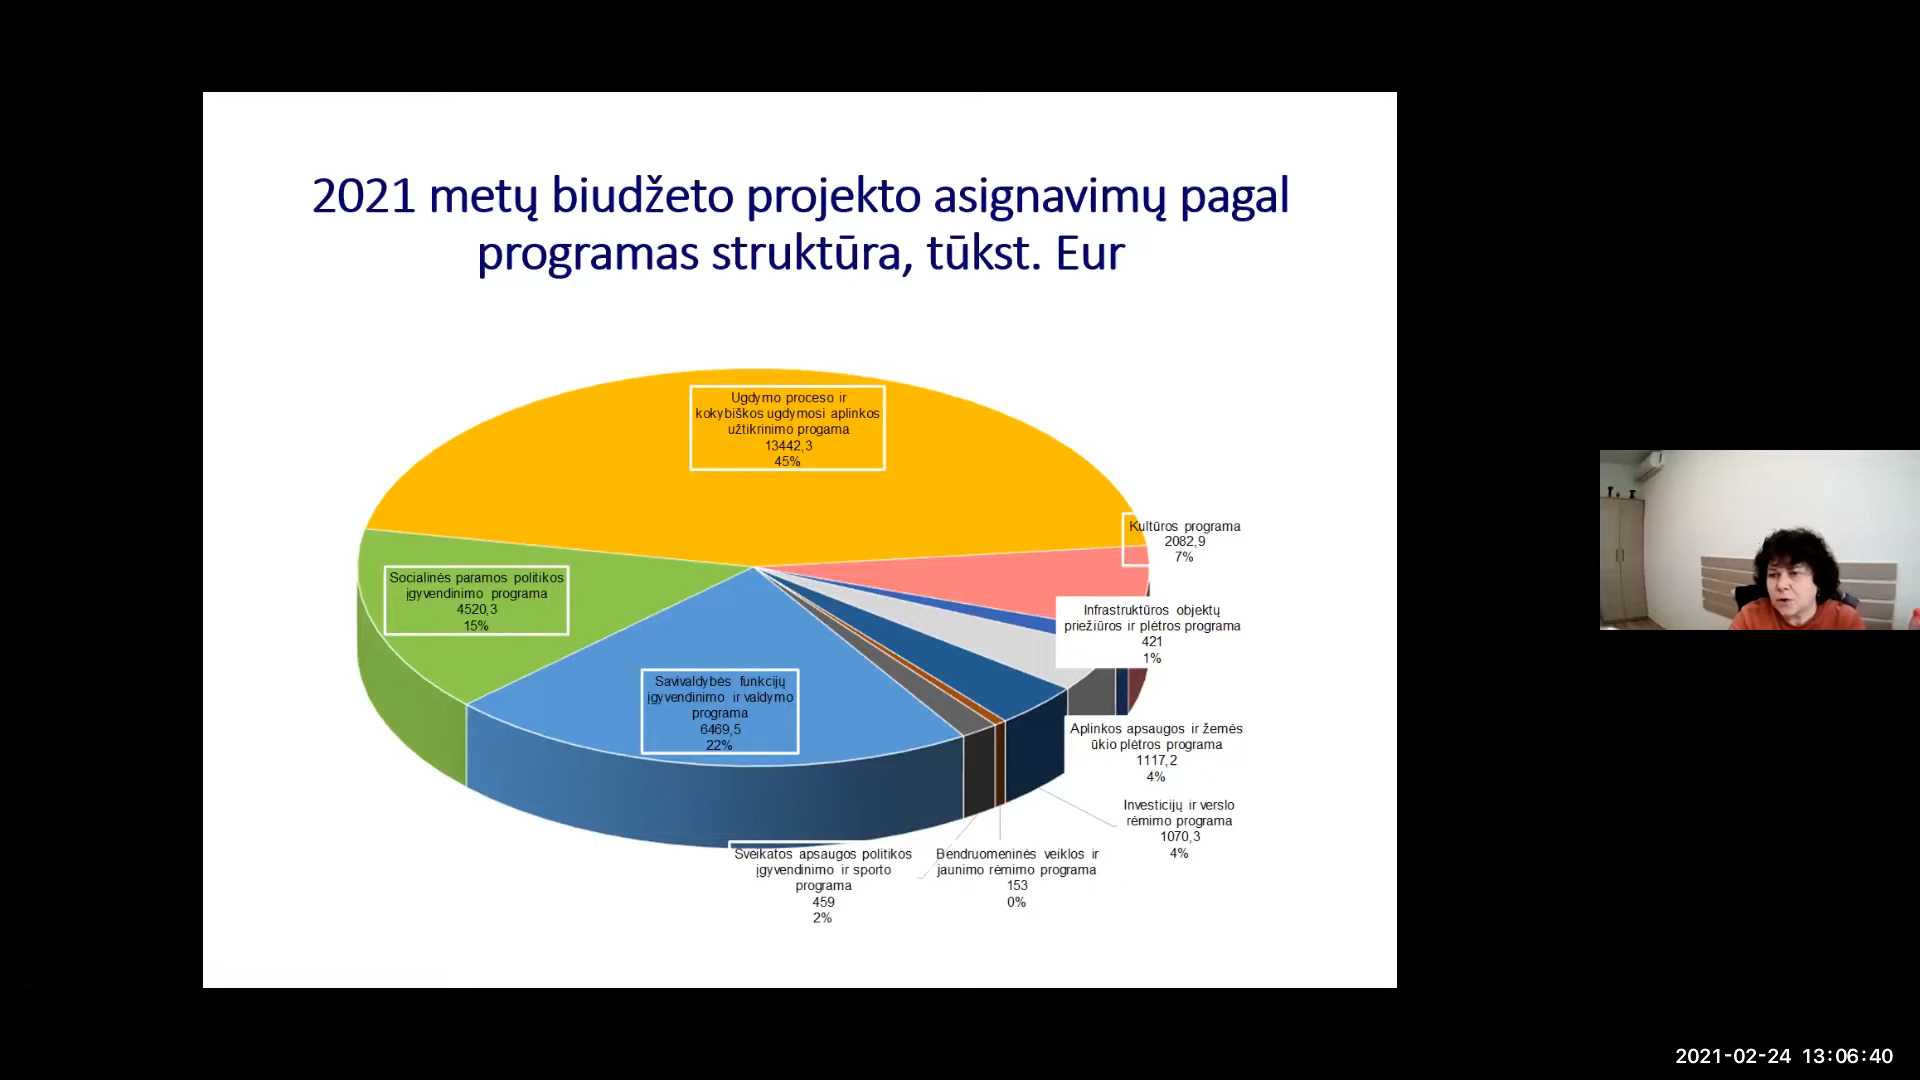 2021 metų biudžeto projekto asignavimų pagal
programas struktūra, tūkst. Eur
Ugdymo proceso ir
kokybiškos ugdymosi aplinkos
užtikrinimo progama
13442,3
45%
Kultūros programa
2082,9
7%
Socialinės paramos politikos
įgyvendinimo programa
4520,3
15%
Infrastruktūros objektų
priežiūros ir plėtros programa
421
1%
Savivaldybės funkcijų
įgyvendinimo ir valdymo
programa
6469,5
22%
Aplinkos apsaugos ir žemės
ūkio plėtros programa
1117,2
4%
Investicijų ir verslo
rėmimo programa
1070,3
4%
Sveikatos apsaugos politikos
įgyvendinimo ir sporto
programa
459
2%
Bendruomeninės veiklos ir
jaunimo rėmimo programa
153
0%
2021-02-24 13:06:40